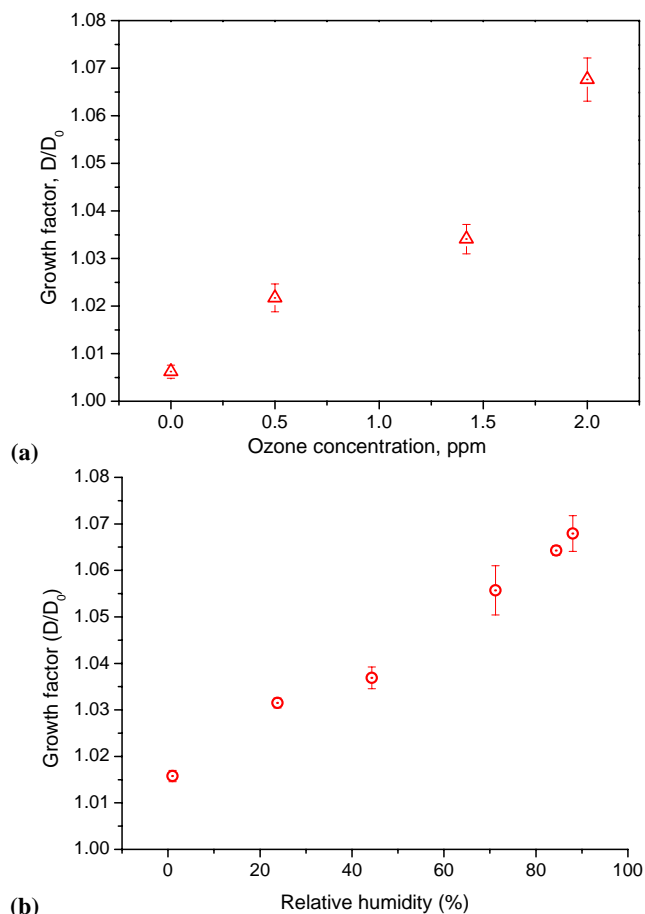 1.08
1.07
1.06
1.05
1.04
1.03
1.02
1.01
1.00
Growth factor, D/D₀
0.0 0.5 1.0 1.5 2.0
Ozone concentration, ppm
(a)
1.08
1.07
1.06
1.05
1.04
1.03
1.02
1.01
1.00
Growth factor (D/D₀)
0 20 40 60 80 100
Relative humidity (%)
(b)